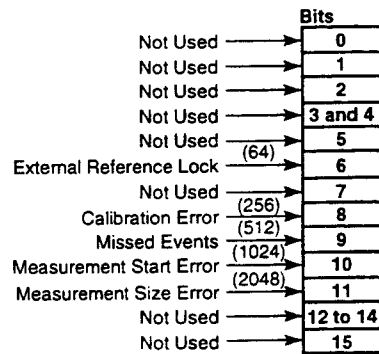 Bits
Not Used 0
Not Used 1
Not Used 2
Not Used 3 and 4
Not Used 5
External Reference Lock (64) 6
Not Used 7
Calibration Error (256) 8
Missed Events (512) 9
Measurement Start Error (1024) 10
Measurement Size Error (2048) 11
Not Used 12 to 14
Not Used 15